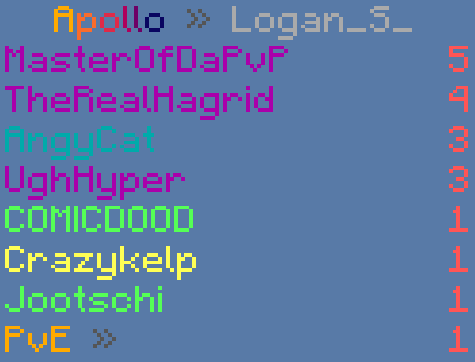 Apollo » Logan_S_
MasterOfDaPvP 5
TheRealHagrid 4
AngyCat 3
UghHyper 3
COMICDOOD 1
Crazykelp 1
Jootschi 1
PvE » 1